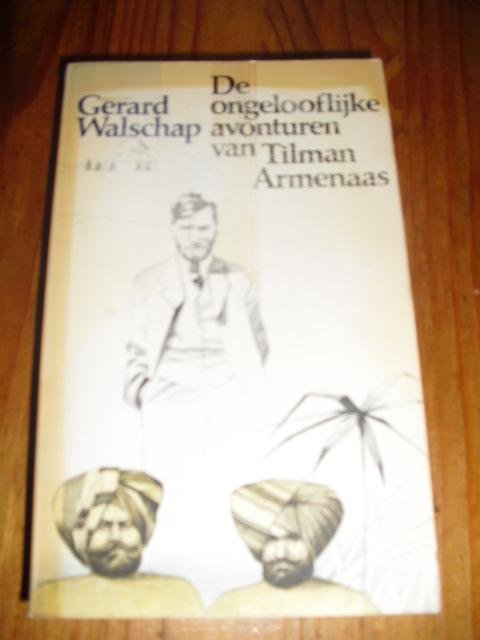 Gerard
Walschap
De
ongelooflijke
avonturen
van Tilman
Armenaas